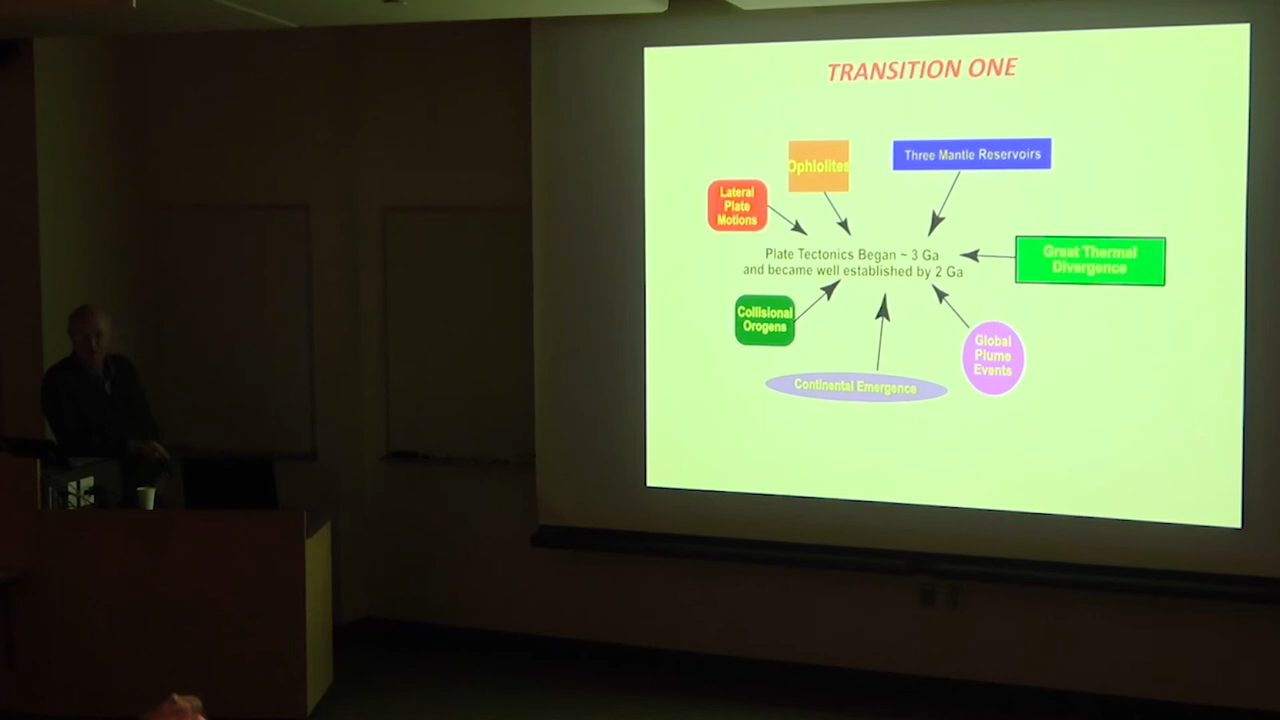 TRANSITION ONE
Ophiolites
Three Mantle Reservoirs
Lateral
Plate
Motions
Plate Tectonics Began ~ 3 Ga
and became well established by 2 Ga
Great Thermal
Divergence
Collisional
Orogens
Global
Plume
Events
Continental Emergence